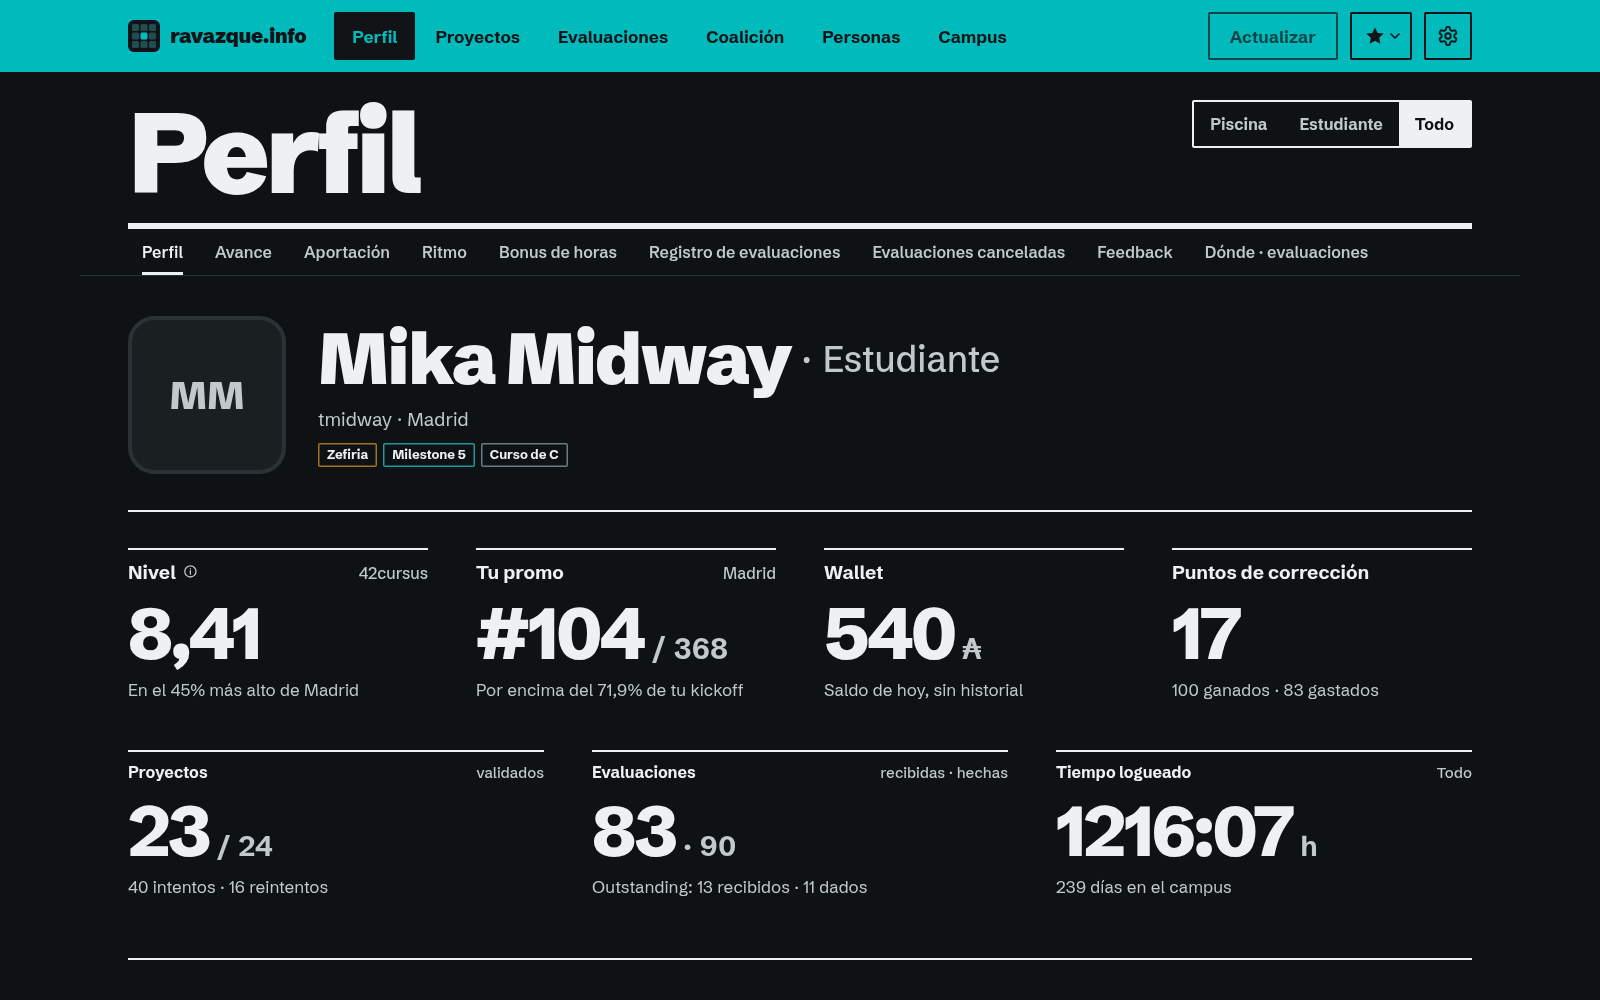 ravazque.info Perfil Proyectos Evaluaciones Coalición Personas Campus Actualizar
Perfil
Piscina Estudiante Todo
Perfil Avance Aportación Ritmo Bonus de horas Registro de evaluaciones Evaluaciones canceladas Feedback Dónde · evaluaciones
MM
Mika Midway · Estudiante
tmidway · Madrid
Zefiria Milestone 5 Curso de C
Nivel 42cursus
8,41
En el 45% más alto de Madrid
Tu promo Madrid
#104 / 368
Por encima del 71,9% de tu kickoff
Wallet
540 ₳
Saldo de hoy, sin historial
Puntos de corrección
17
100 ganados · 83 gastados
Proyectos validados
23 / 24
40 intentos · 16 reintentos
Evaluaciones recibidas · hechas
83 · 90
Outstanding: 13 recibidos · 11 dados
Tiempo logueado Todo
1216:07 h
239 días en el campus